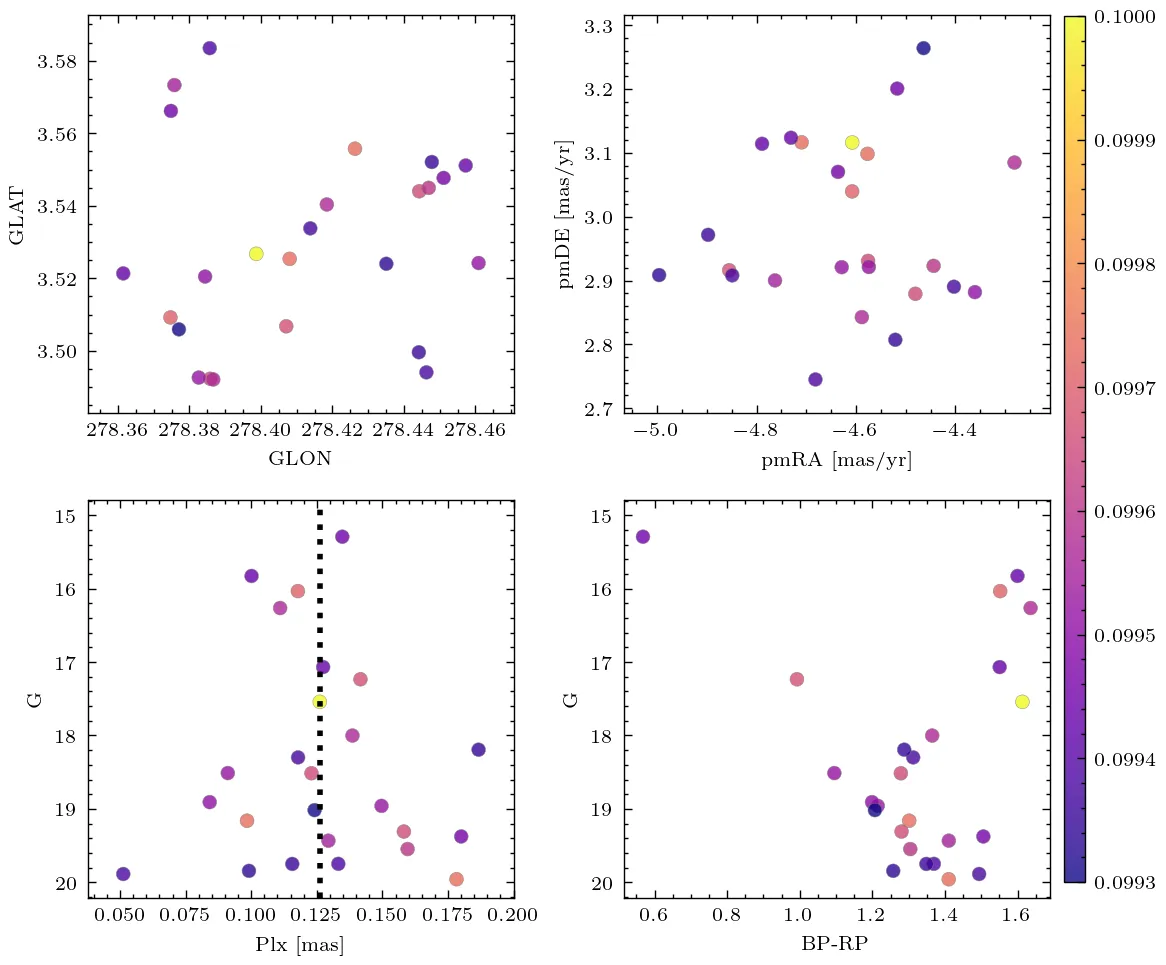 3.58
3.56
3.54
3.52
3.50
GLAT
278.36 278.38 278.40 278.42 278.44 278.46
GLON
3.3
3.2
3.1
3.0
2.9
2.8
2.7
pmDE [mas/yr]
−5.0 −4.8 −4.6 −4.4
pmRA [mas/yr]
15
16
17
18
19
20
G
0.050 0.075 0.100 0.125 0.150 0.175 0.200
Plx [mas]
15
16
17
18
19
20
G
0.6 0.8 1.0 1.2 1.4 1.6
BP-RP
0.1000
0.0999
0.0998
0.0997
0.0996
0.0995
0.0994
0.0993